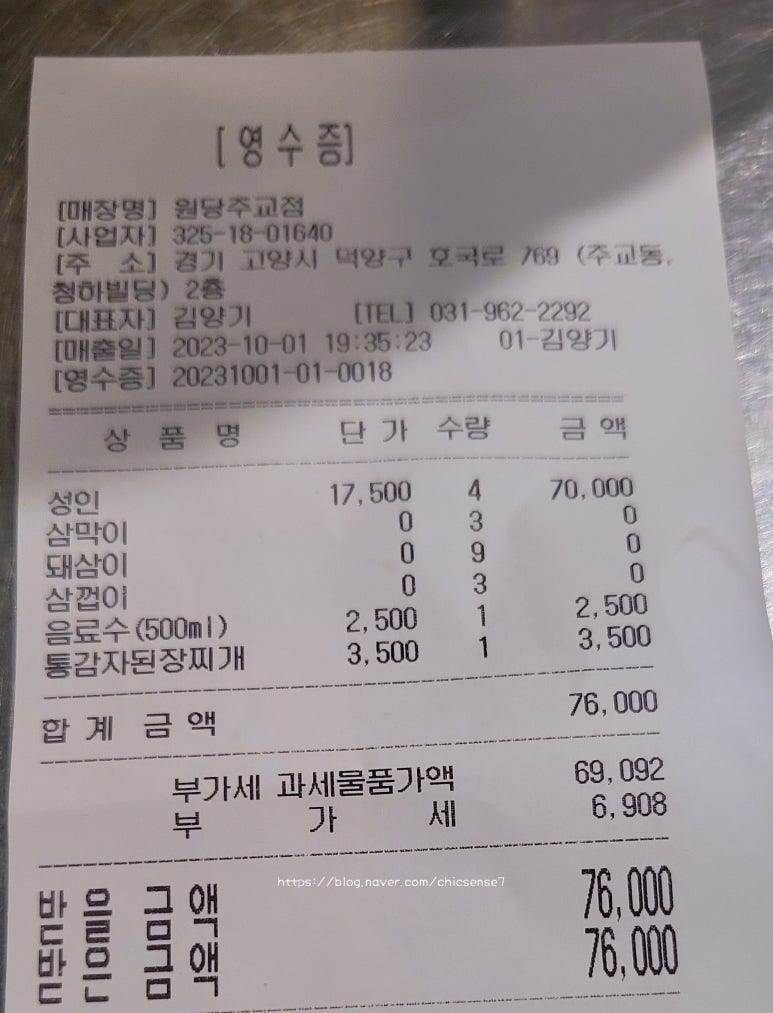 [ 영 수 증]
[매장명] 원당주교점
[사업자] 325-18-01640
[주 소] 경기 고양시 덕양구 호국로 769 (주교동,
청하빌딩) 2층
[대표자] 김양기 [TEL] 031-962-2292
[매출일] 2023-10-01 19:35:23 01-김양기
[영수증] 20231001-01-0018
상 품 명 단 가 수량 금 액
성인 17,500 4 70,000
삼막이 0 3 0
돼삼이 0 9 0
삼껍이 0 3 0
음료수(500ml) 2,500 1 2,500
통감자된장찌개 3,500 1 3,500
합 계 금 액 76,000
부가세 과세물품가액 69,092
부 가 세 6,908
https://blog.naver.com/chicsense7
받 을 금 액 76,000
받 은 금 액 76,000